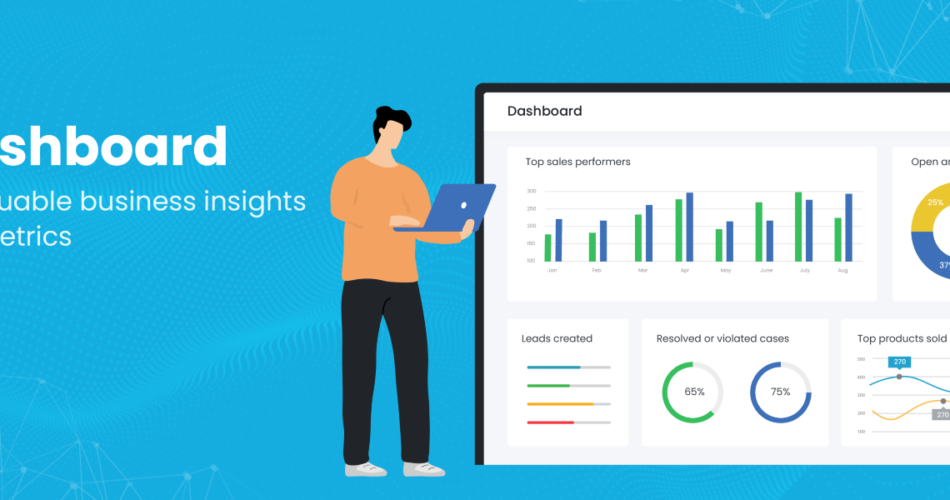 shboard
uable business insights
etrics
Dashboard
Top sales performers
300
250
200
150
100
Jan Feb Mar Apr May June July Aug
Open an
25%
37%
Leads created
Resolved or violated cases
65%
75%
Top products sold
500
400
300
200
100
270
270